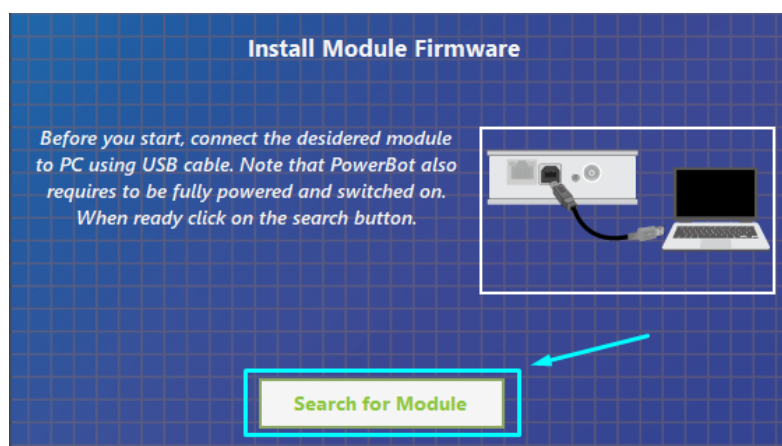 Install Module Firmware
Before you start, connect the desidered module
to PC using USB cable. Note that PowerBot also
requires to be fully powered and switched on.
When ready click on the search button.
Search for Module